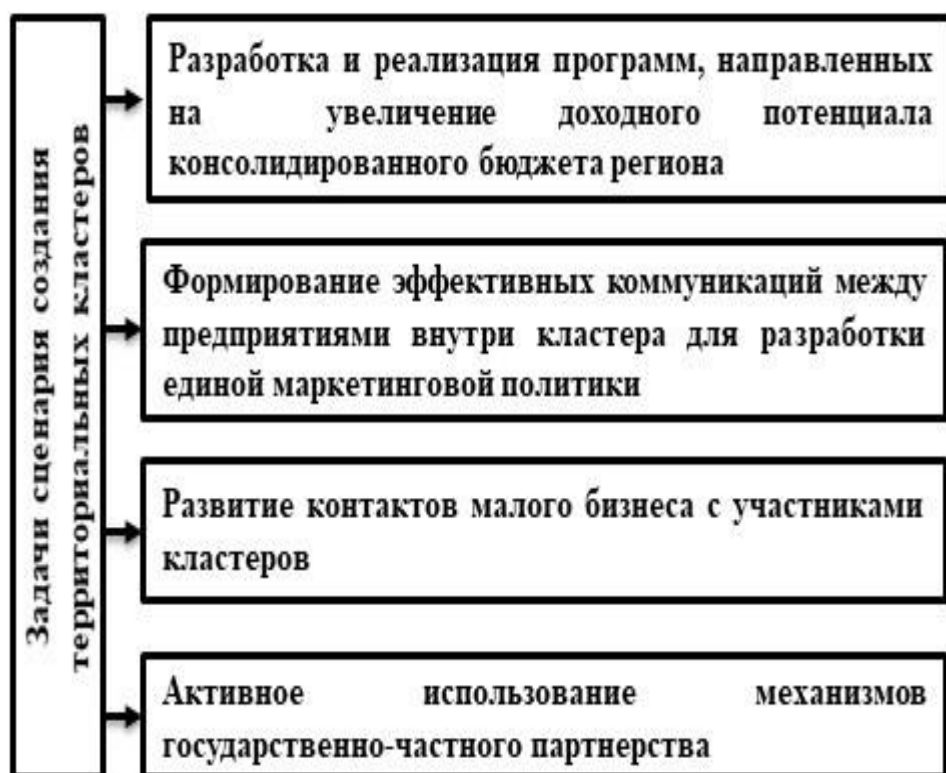 Задачи сценария создания
территориальных кластеров
Разработка и реализация программ, направленных
на увеличение доходного потенциала
консолидированного бюджета региона
Формирование эффективных коммуникаций между
предприятиями внутри кластера для разработки
единой маркетинговой политики
Развитие контактов малого бизнеса с участниками
кластеров
Активное использование механизмов
государственно-частного партнерства